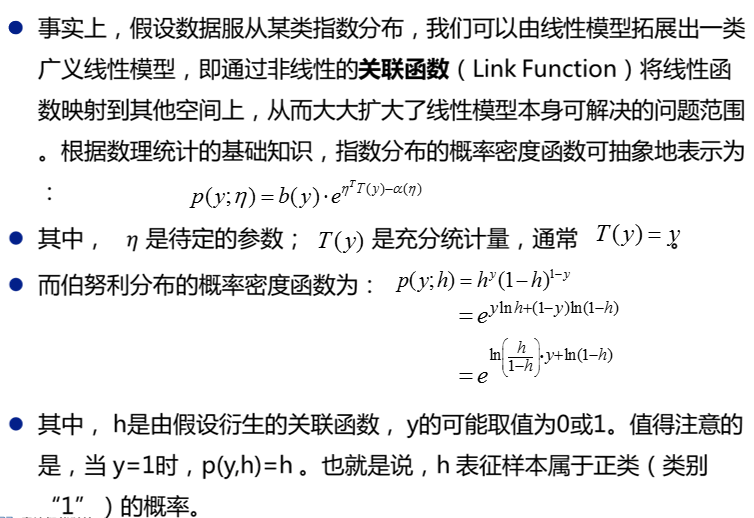 ● 事实上，假设数据服从某类指数分布，我们可以由线性模型拓展出一类
广义线性模型，即通过非线性的关联函数（Link Function）将线性函
数映射到其他空间上，从而大大扩大了线性模型本身可解决的问题范围
。根据数理统计的基础知识，指数分布的概率密度函数可抽象地表示为
： p(y;η) = b(y)·e^{η^T T(y)−α(η)}
● 其中， η 是待定的参数； T(y) 是充分统计量，通常 T(y) = y 。
● 而伯努利分布的概率密度函数为： p(y;h) = h^y(1−h)^{1−y}
= e^{y ln h+(1−y)ln(1−h)}
= e^{ln(h/(1−h))·y+ln(1−h)}
● 其中， h是由假设衍生的关联函数， y的可能取值为0或1。值得注意的
是，当 y=1时，p(y,h)=h 。也就是说，h 表征样本属于正类（类别
“1” ）的概率。